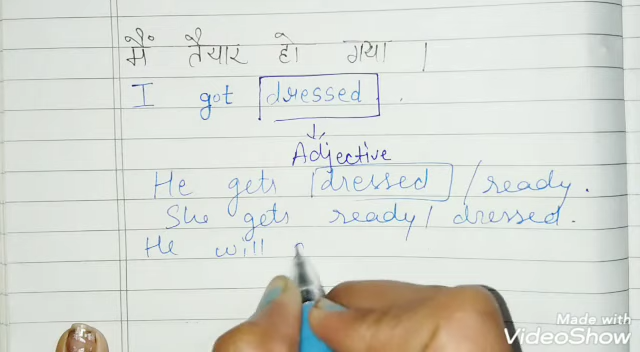 मैं तैयार हो गया ।
I got dressed .
Adjective
He gets dressed / ready .
She gets ready / dressed .
He will
Made with
VideoShow